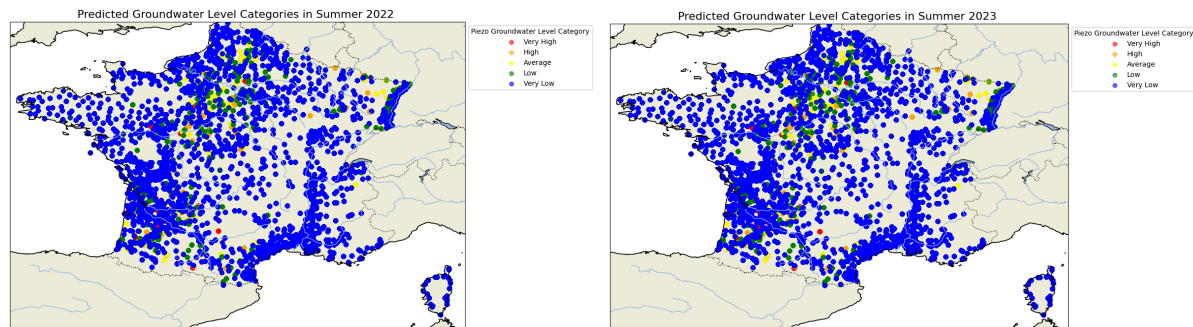 Predicted Groundwater Level Categories in Summer 2022
Piezo Groundwater Level Category
Very High
High
Average
Low
Very Low
Predicted Groundwater Level Categories in Summer 2023
Piezo Groundwater Level Category
Very High
High
Average
Low
Very Low